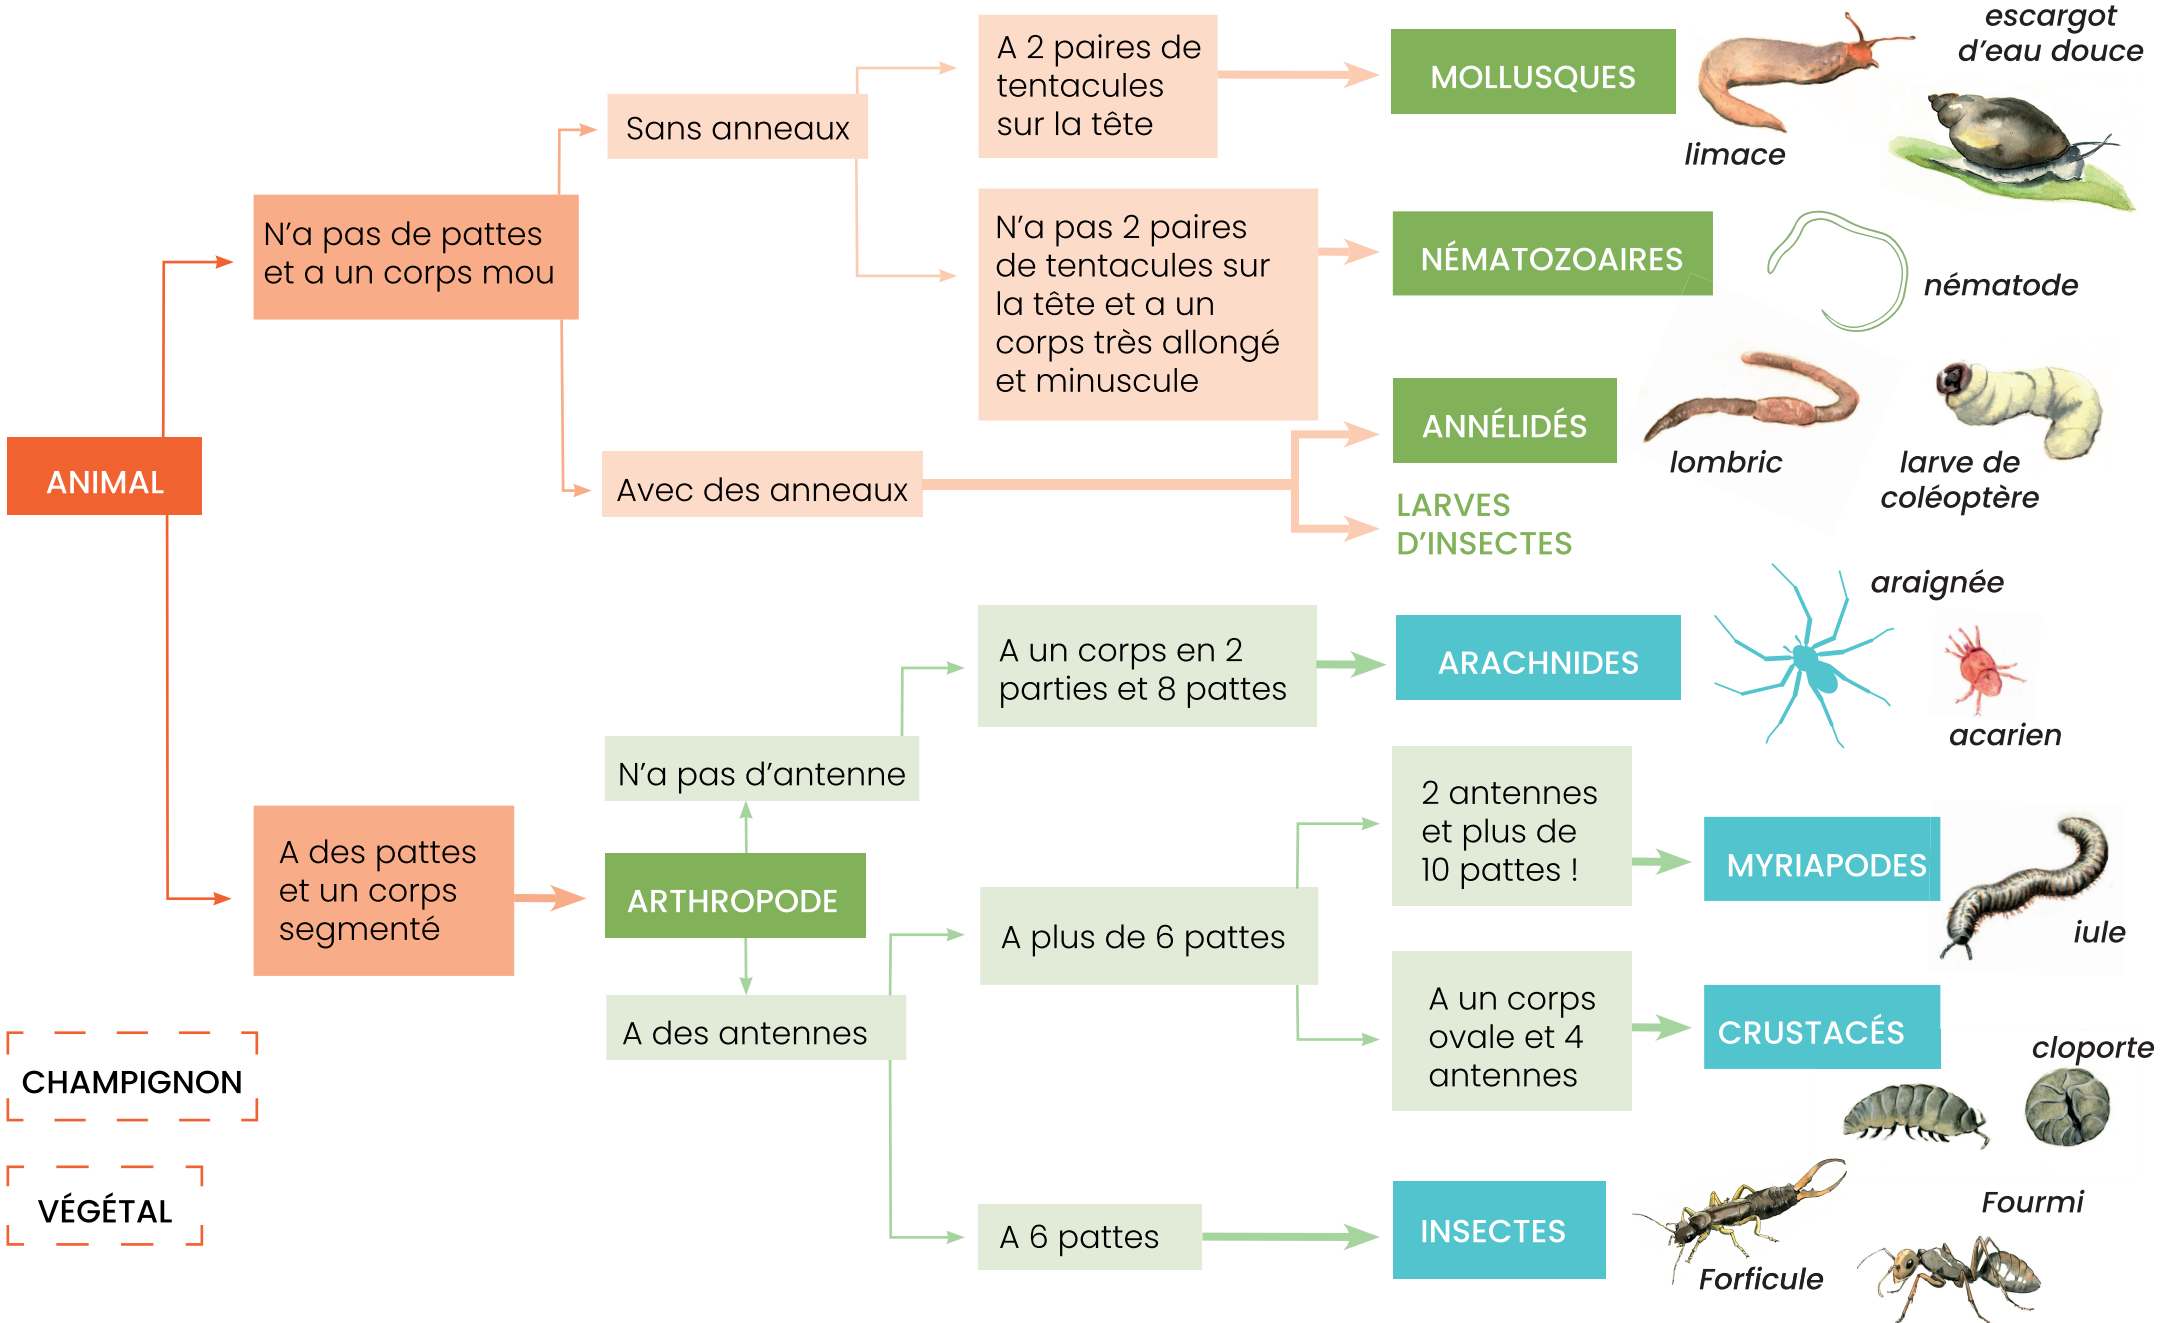 ANIMAL
N’a pas de pattes
et a un corps mou
Sans anneaux
A 2 paires de
tentacules
sur la tête
MOLLUSQUES
limace
escargot
d’eau douce
N’a pas 2 paires
de tentacules sur
la tête et a un
corps très allongé
et minuscule
NÉMATOZOAIRES
nématode
Avec des anneaux
ANNÉLIDÉS
lombric
larve de
coléoptère
LARVES
D’INSECTES
A des pattes
et un corps
segmenté
ARTHROPODE
N’a pas d’antenne
A un corps en 2
parties et 8 pattes
ARACHNIDES
araignée
acarien
A des antennes
A plus de 6 pattes
2 antennes
et plus de
10 pattes !
MYRIAPODES
iule
A un corps
ovale et 4
antennes
CRUSTACÉS
cloporte
A 6 pattes
INSECTES
Forficule
Fourmi
CHAMPIGNON
VÉGÉTAL